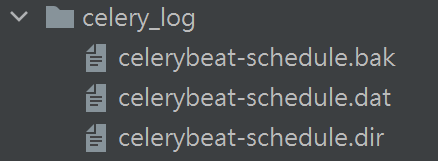 celery_log
celerybeat-schedule.bak
celerybeat-schedule.dat
celerybeat-schedule.dir